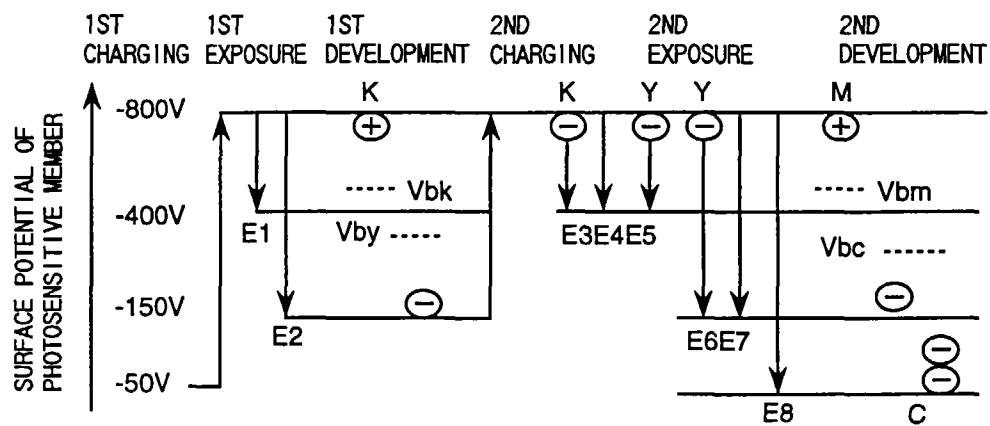 1ST CHARGING
1ST EXPOSURE
1ST DEVELOPMENT
2ND CHARGING
2ND EXPOSURE
2ND DEVELOPMENT
SURFACE POTENTIAL OF
PHOTOSENSITIVE MEMBER
K K Y Y M
-800V + - - - +
Vbk Vbm
-400V
E1 Vby E3E4E5 Vbc
-150V - -
E2 E6E7
-
-50V -
E8 C